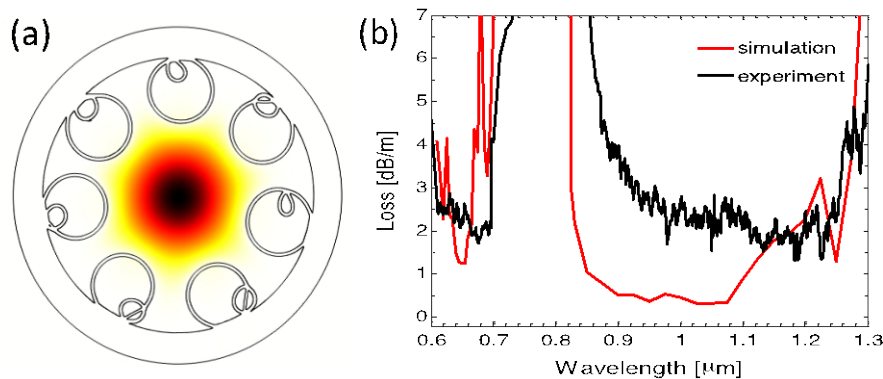 (a)
(b)
7
6
5
4
3
2
1
0
Loss [dB/m]
simulation
experiment
0.6 0.7 0.8 0.9 1.0 1.1 1.2 1.3
Wavelength [μm]